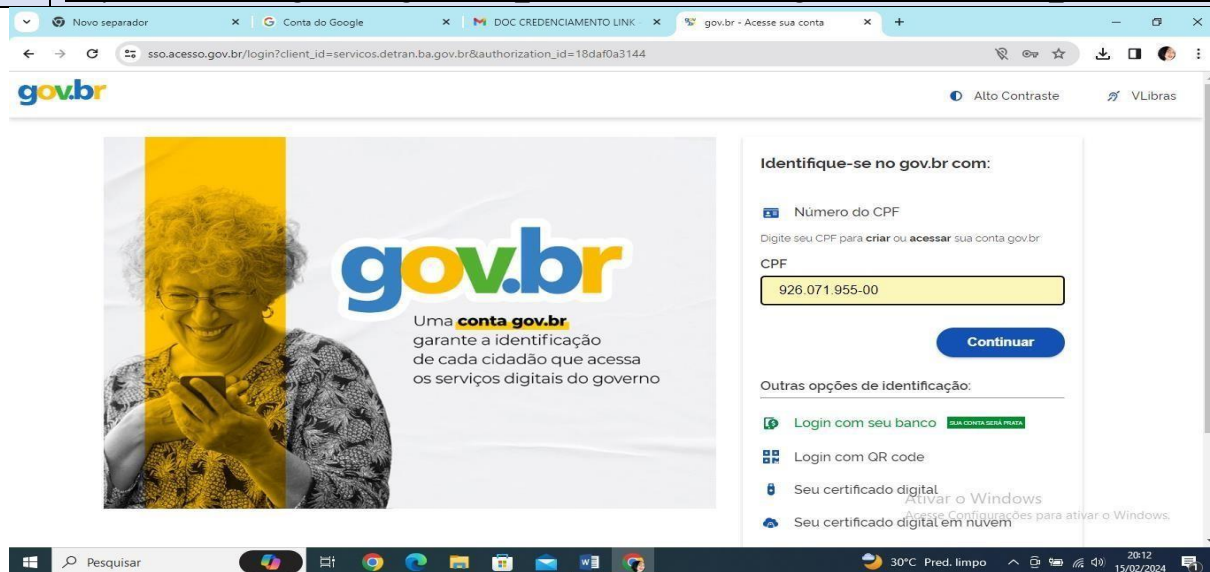 Novo separador
Conta do Google
DOC CREDENCIAMENTO LINK
gov.br - Acesse sua conta
sso.acesso.gov.br/login?client_id=servicos.detran.ba.gov.br&authorization_id=18daf0a3144
gov.br
Alto Contraste
VLibras
gov.br
Uma conta gov.br
garante a identificação
de cada cidadão que acessa
os serviços digitais do governo
Identifique-se no gov.br com:
Número do CPF
Digite seu CPF para criar ou acessar sua conta gov.br
CPF
926.071.955-00
Continuar
Outras opções de identificação:
Login com seu banco SUA CONTA SERÁ PRATA
Login com QR code
Seu certificado digital
Ativar o Windows
Acesse Configurações para ativar o Windows.
Seu certificado digital em nuvem
Pesquisar
30°C Pred. limpo
20:12
15/02/2024